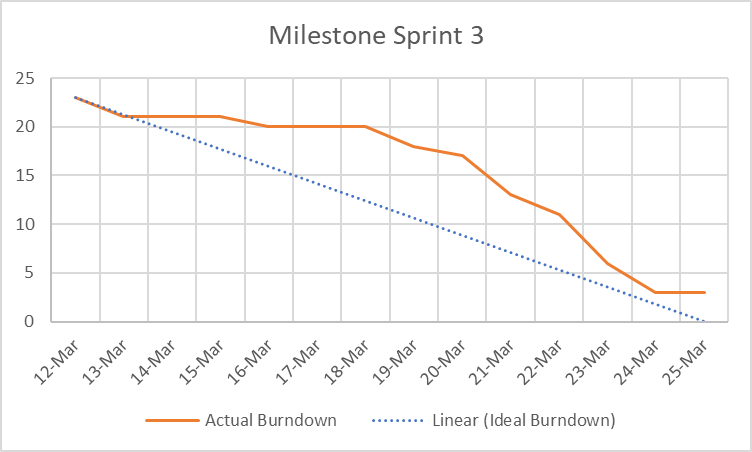 Milestone Sprint 3
25
20
15
10
5
0
12-Mar
13-Mar
14-Mar
15-Mar
16-Mar
17-Mar
18-Mar
19-Mar
20-Mar
21-Mar
22-Mar
23-Mar
24-Mar
25-Mar
Actual Burndown
Linear (Ideal Burndown)